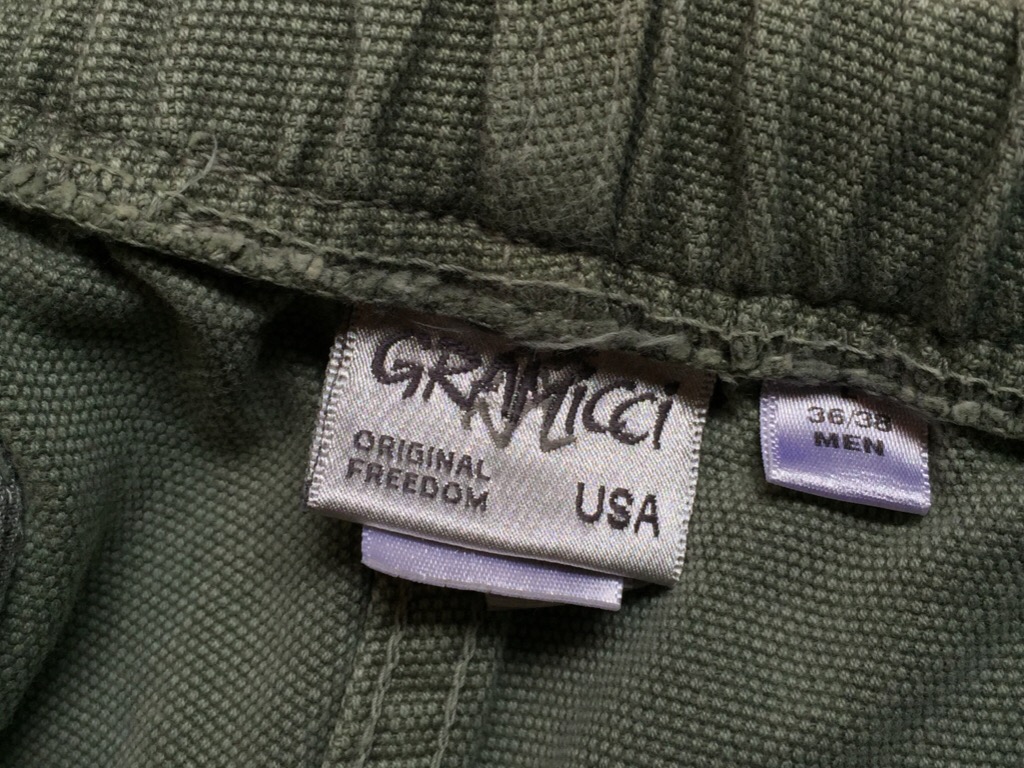 GRAMICCI
ORIGINAL
FREEDOM
USA
36/38
MEN